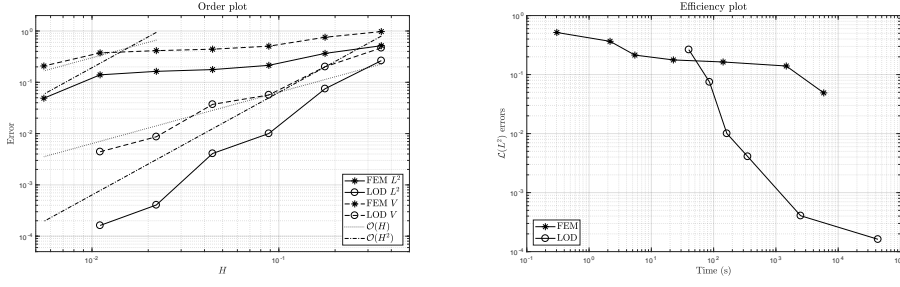 Order plot
10^0
10^-1
10^-2
10^-3
10^-4
Error
10^-2
10^-1
H
FEM L^2
LOD L^2
FEM V
LOD V
O(H)
O(H^2)
Efficiency plot
10^0
10^-1
10^-2
10^-3
10^-4
L(L^2) errors
10^-1
10^0
10^1
10^2
10^3
10^4
10^5
Time (s)
FEM
LOD